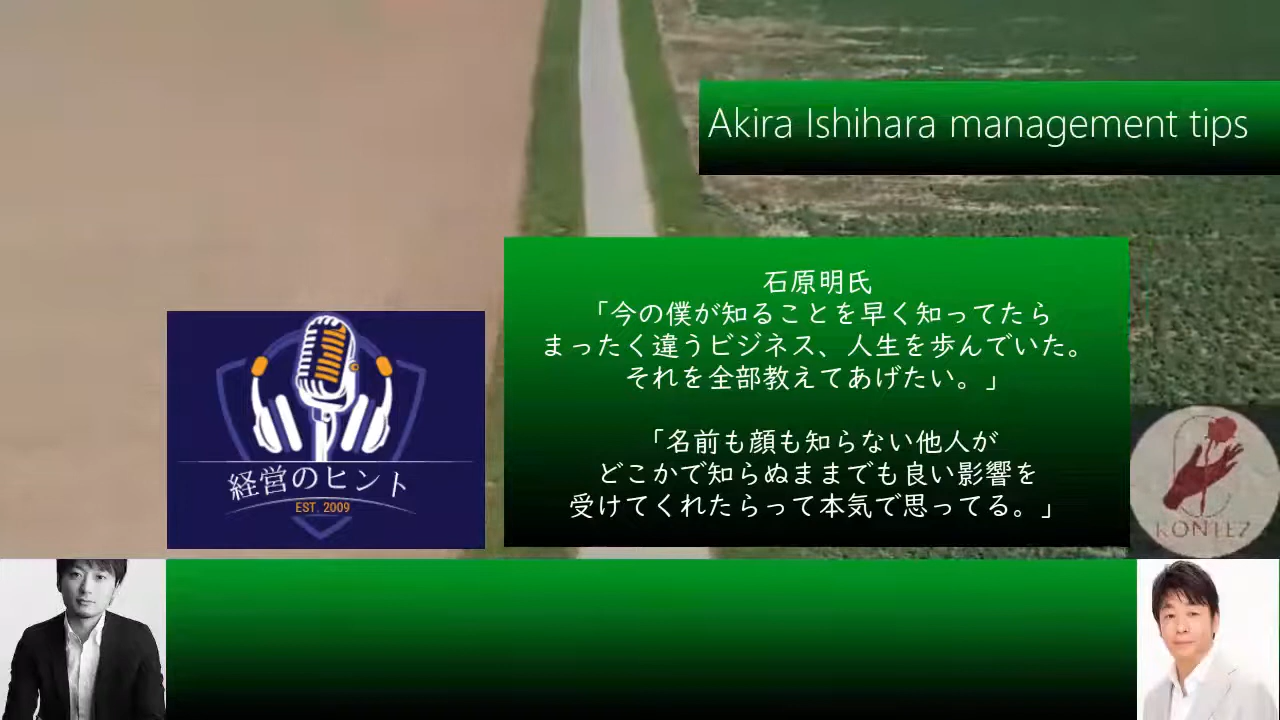 Akira Ishihara management tips
石原明氏
「今の僕が知ることを早く知ってたら
まったく違うビジネス、人生を歩んでいた。
それを全部教えてあげたい。」
「名前も顔も知らない他人が
どこかで知らぬままでも良い影響を
受けてくれたらって本気で思ってる。」
経営のヒント
EST. 2009
RONTEZ